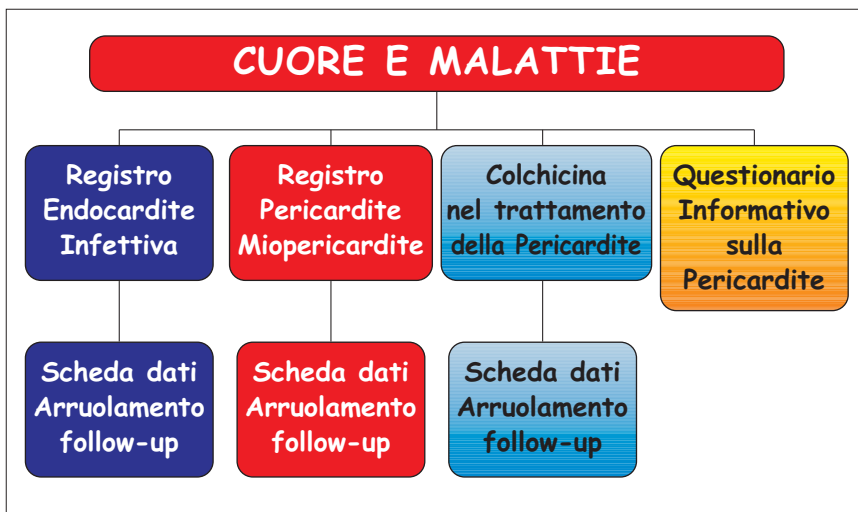 CUORE E MALATTIE
Registro
Endocardite
Infettiva
Registro
Pericardite
Miopericardite
Colchicina
nel trattamento
della Pericardite
Questionario
Informativo
sulla
Pericardite
Scheda dati
Arruolamento
follow-up
Scheda dati
Arruolamento
follow-up
Scheda dati
Arruolamento
follow-up